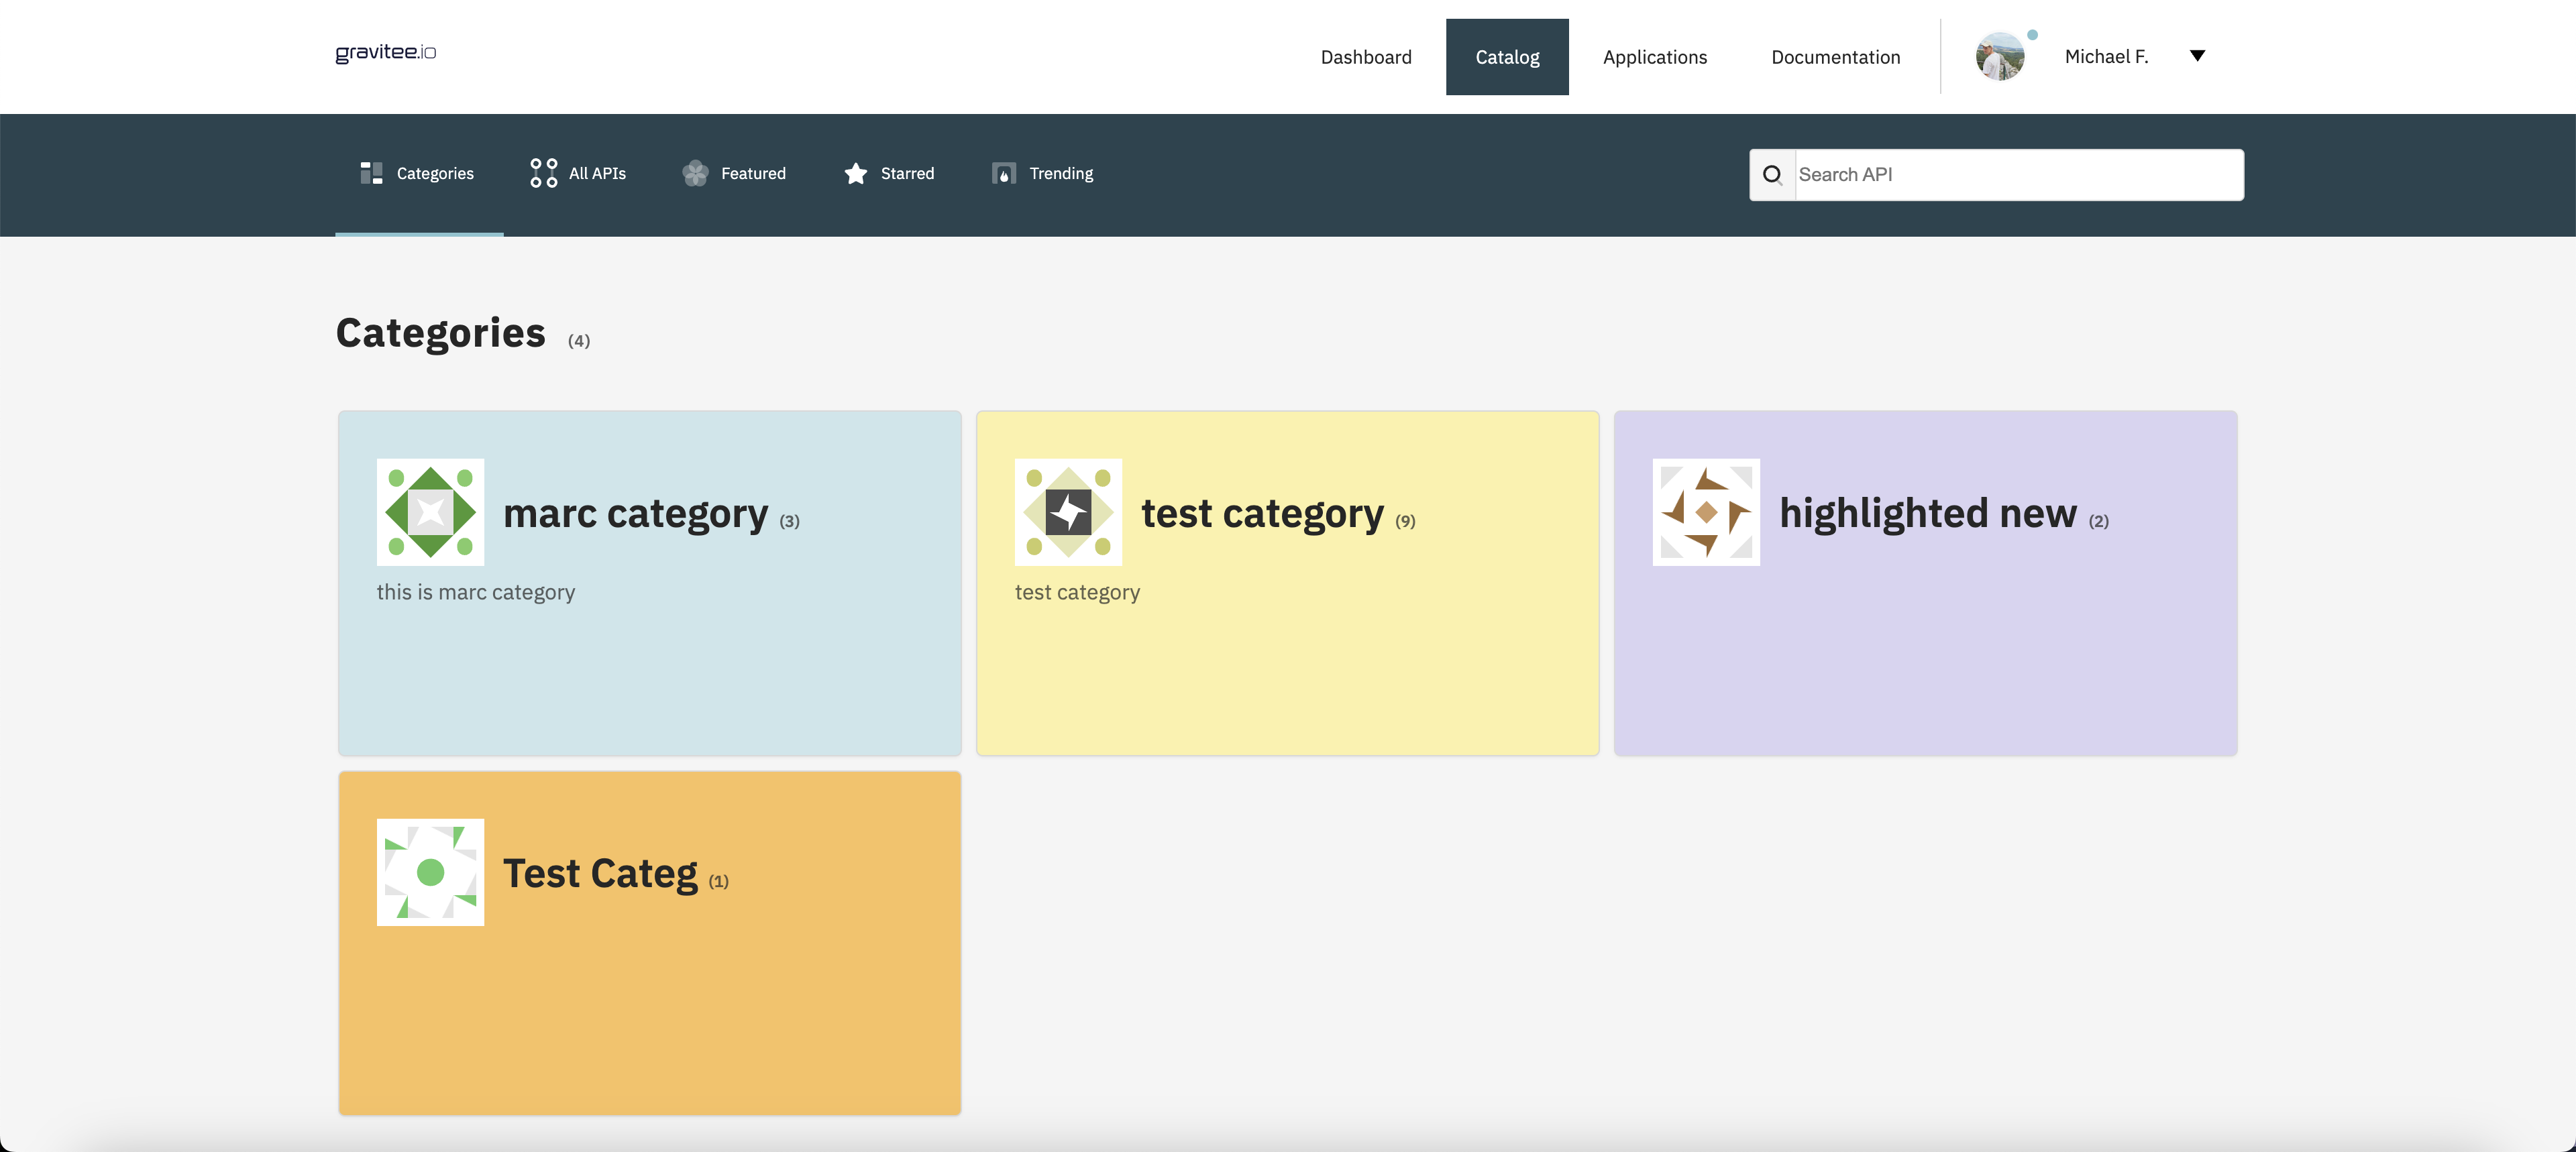 gravitee.io
Dashboard
Catalog
Applications
Documentation
Michael F.
Categories
All APIs
Featured
Starred
Trending
Search API
Categories (4)
marc category (3)
this is marc category
test category (9)
test category
highlighted new (2)
Test Categ (1)